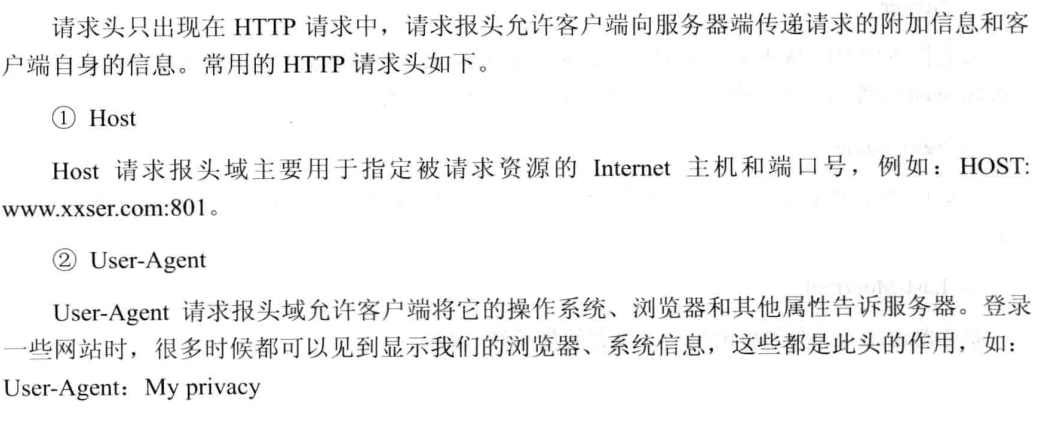 请求头只出现在 HTTP 请求中，请求报头允许客户端向服务器端传递请求的附加信息和客
户端自身的信息。常用的 HTTP 请求头如下。
① Host
Host 请求报头域主要用于指定被请求资源的 Internet 主机和端口号，例如：HOST:
www.xxser.com:801。
② User-Agent
User-Agent 请求报头域允许客户端将它的操作系统、浏览器和其他属性告诉服务器。登录
一些网站时，很多时候都可以见到显示我们的浏览器、系统信息，这些都是此头的作用，如：
User-Agent：My privacy